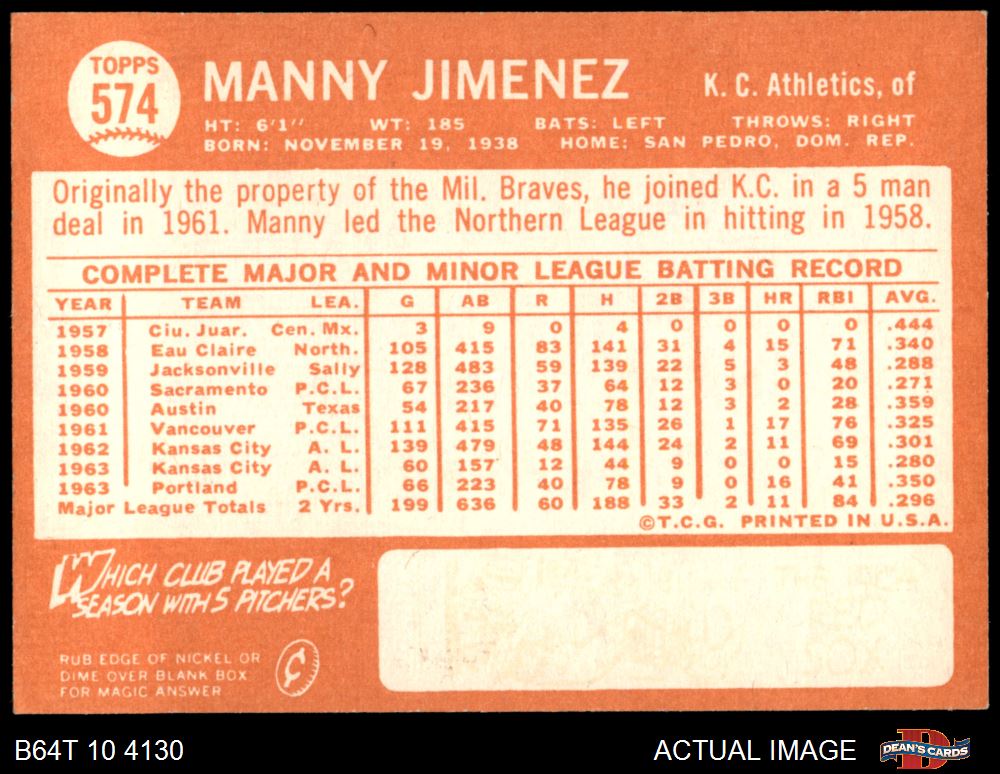 TOPPS
574
MANNY JIMENEZ
K. C. Athletics, of
HT: 6'1'' WT: 185 BATS: LEFT THROWS: RIGHT
BORN: NOVEMBER 19, 1938 HOME: SAN PEDRO, DOM. REP.
Originally the property of the Mil. Braves, he joined K.C. in a 5 man
deal in 1961. Manny led the Northern League in hitting in 1958.
COMPLETE MAJOR AND MINOR LEAGUE BATTING RECORD
YEAR TEAM LEA. G AB R H 2B 3B HR RBI AVG.
1957 Ciu. Juar. Cen. Mx. 3 9 0 4 0 0 0 0 .444
1958 Eau Claire North. 105 415 83 141 31 4 15 71 .340
1959 Jacksonville Sally 128 483 59 139 22 5 3 48 .288
1960 Sacramento P.C.L. 67 236 37 64 12 3 0 20 .271
1960 Austin Texas 54 217 40 78 12 3 2 28 .359
1961 Vancouver P.C.L. 111 415 71 135 26 1 17 76 .325
1962 Kansas City A. L. 139 479 48 144 24 2 11 69 .301
1963 Kansas City A. L. 60 157 12 44 9 0 0 15 .280
1963 Portland P.C.L. 66 223 40 78 9 0 16 41 .350
Major League Totals 2 Yrs. 199 636 60 188 33 2 11 84 .296
©T.C.G. PRINTED IN U.S.A.
WHICH CLUB PLAYED A
SEASON WITH 5 PITCHERS?
RUB EDGE OF NICKEL OR
DIME OVER BLANK BOX
FOR MAGIC ANSWER
¢
B64T 10 4130
ACTUAL IMAGE
DEAN'S CARDS